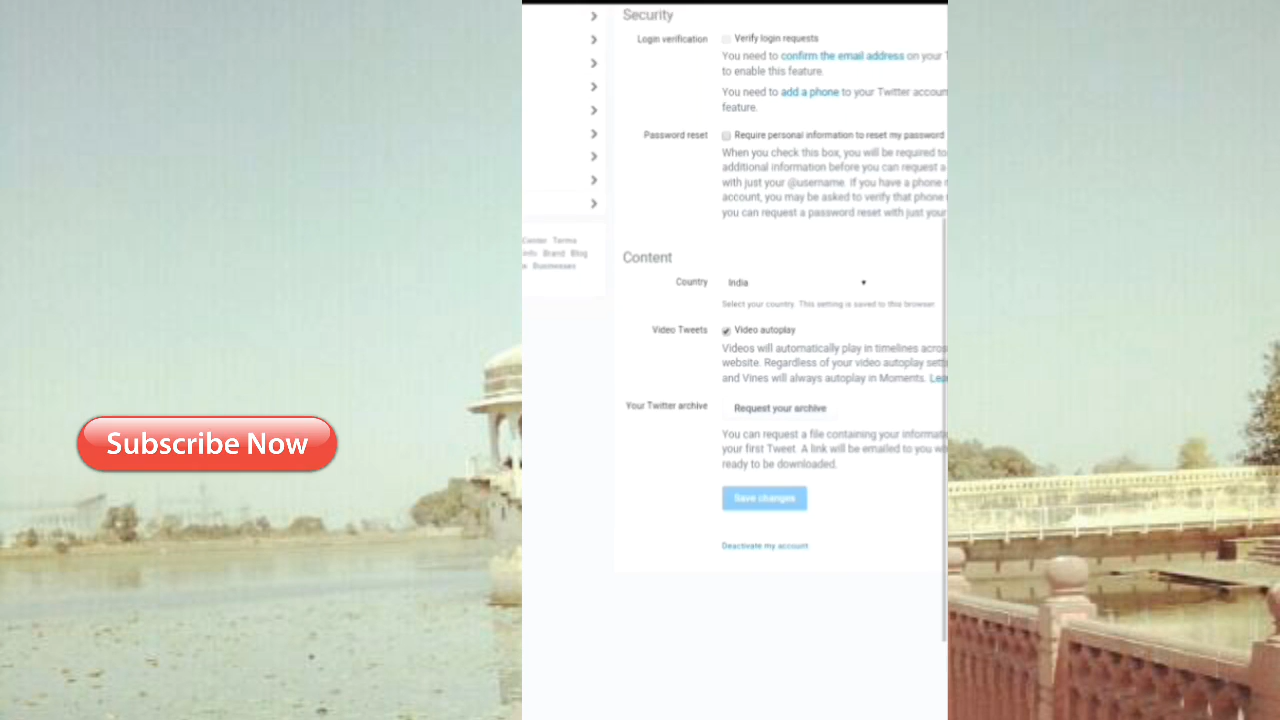 Security
Login verification
Verify login requests
You need to confirm the email address on your
to enable this feature.
You need to add a phone to your Twitter
feature.
Password reset
Require personal information to reset my password
When you check this box, you will be required to
additional information before you can request a
with just your @username. If you have a phone
account, you may be asked to verify that phone
you can request a password reset with just your
Center Terms
Info Brand Blog
Businesses
Content
Country
India
Select your country. This setting is saved to this browser.
Video Tweets
Video autoplay
Videos will automatically play in timelines
website. Regardless of your video autoplay
and Vines will always autoplay in Moments.
Your Twitter archive
Request your archive
You can request a file containing your
your first Tweet. A link will be emailed to you
ready to be downloaded.
Save changes
Deactivate my account
Subscribe Now